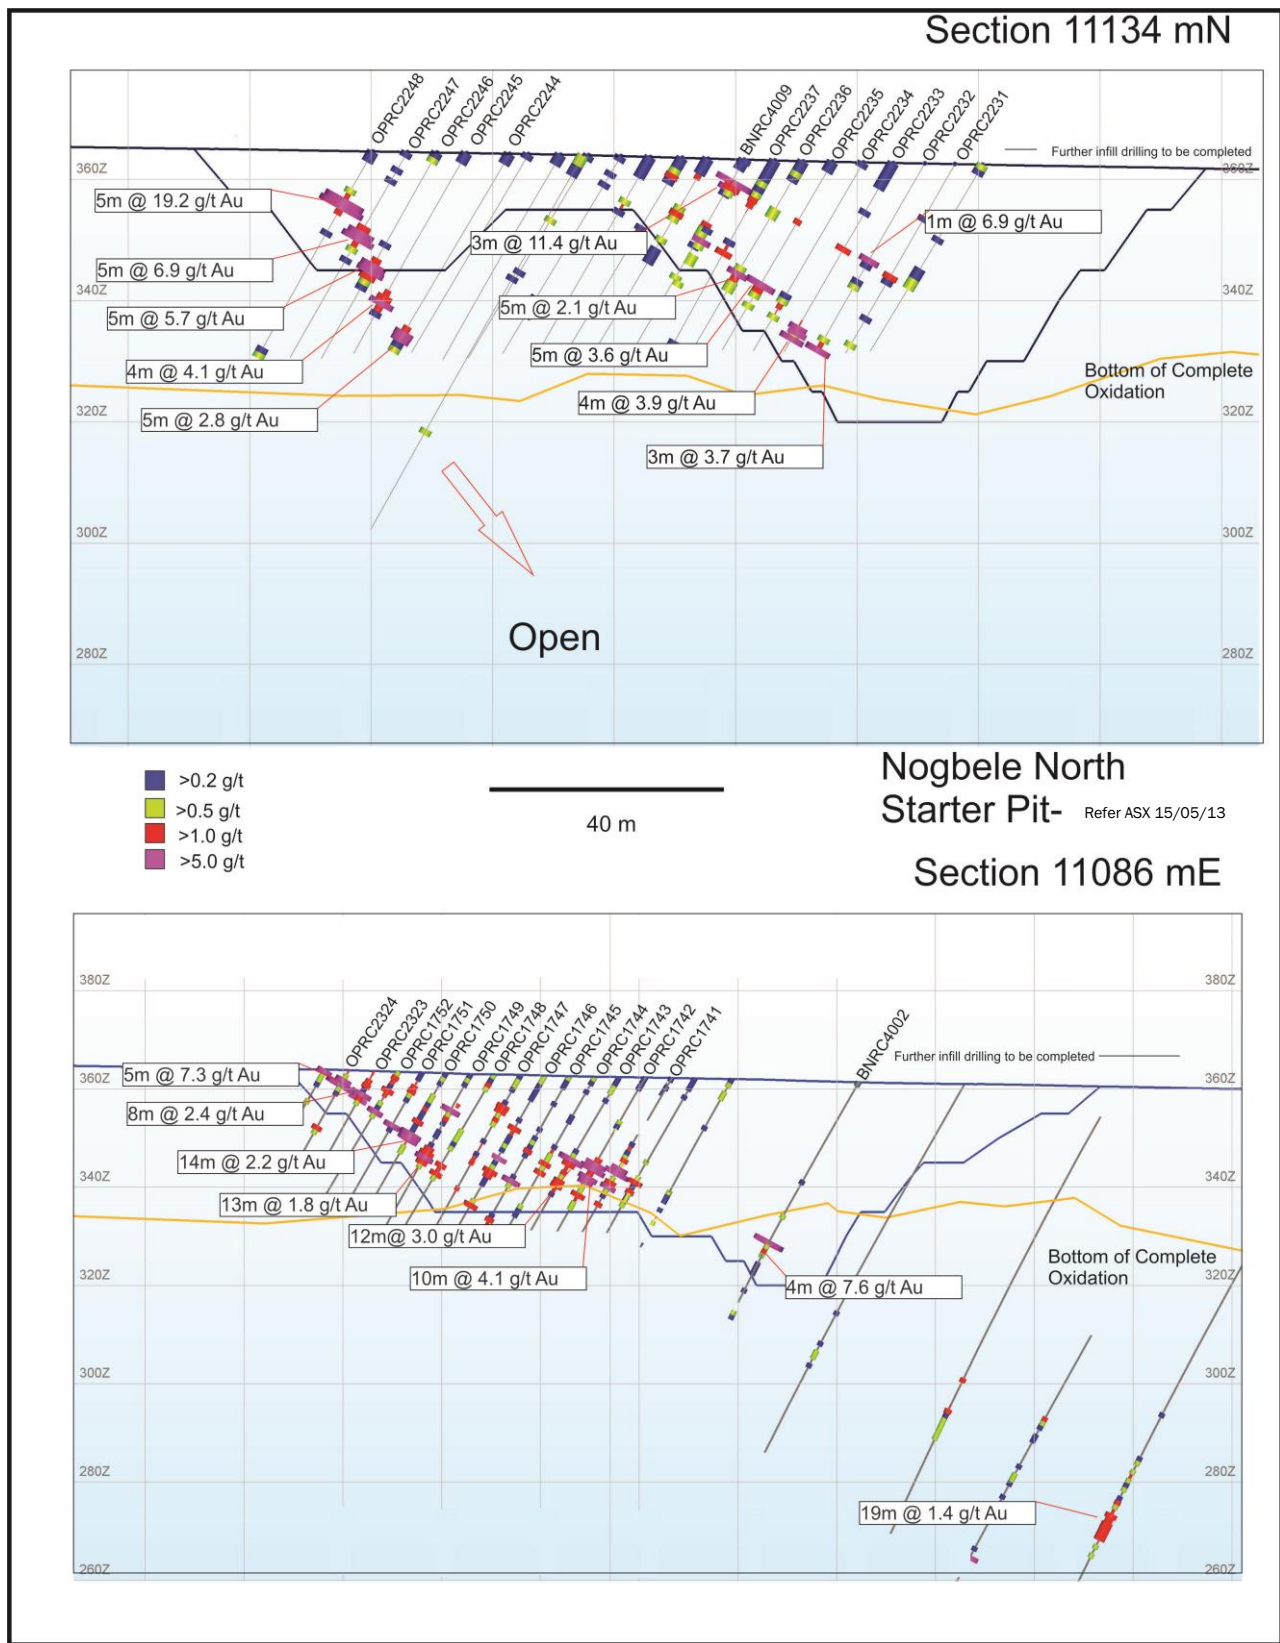 Section 11134 mN
OPRC2248
OPRC2247
OPRC2246
OPRC2245
OPRC2244
BNRC4009
OPRC2237
OPRC2236
OPRC2235
OPRC2234
OPRC2233
OPRC2232
OPRC2231
Further infill drilling to be completed
360Z
360Z
5m @ 19.2 g/t Au
1m @ 6.9 g/t Au
3m @ 11.4 g/t Au
5m @ 6.9 g/t Au
340Z
340Z
5m @ 5.7 g/t Au
5m @ 2.1 g/t Au
5m @ 3.6 g/t Au
4m @ 4.1 g/t Au
Bottom of Complete
Oxidation
4m @ 3.9 g/t Au
320Z
320Z
5m @ 2.8 g/t Au
3m @ 3.7 g/t Au
300Z
300Z
Open
280Z
280Z
>0.2 g/t
>0.5 g/t
>1.0 g/t
>5.0 g/t
40 m
Nogbele North
Starter Pit- Refer ASX 15/05/13
Section 11086 mE
380Z
380Z
OPRC2324
OPRC2323
OPRC1752
OPRC1751
OPRC1750
OPRC1749
OPRC1748
OPRC1747
OPRC1746
OPRC1745
OPRC1744
OPRC1743
OPRC1742
OPRC1741
BNRC4002
Further infill drilling to be completed
360Z
360Z
5m @ 7.3 g/t Au
8m @ 2.4 g/t Au
14m @ 2.2 g/t Au
340Z
340Z
13m @ 1.8 g/t Au
12m@ 3.0 g/t Au
Bottom of Complete
Oxidation
10m @ 4.1 g/t Au
4m @ 7.6 g/t Au
320Z
320Z
300Z
300Z
280Z
280Z
19m @ 1.4 g/t Au
260Z
260Z